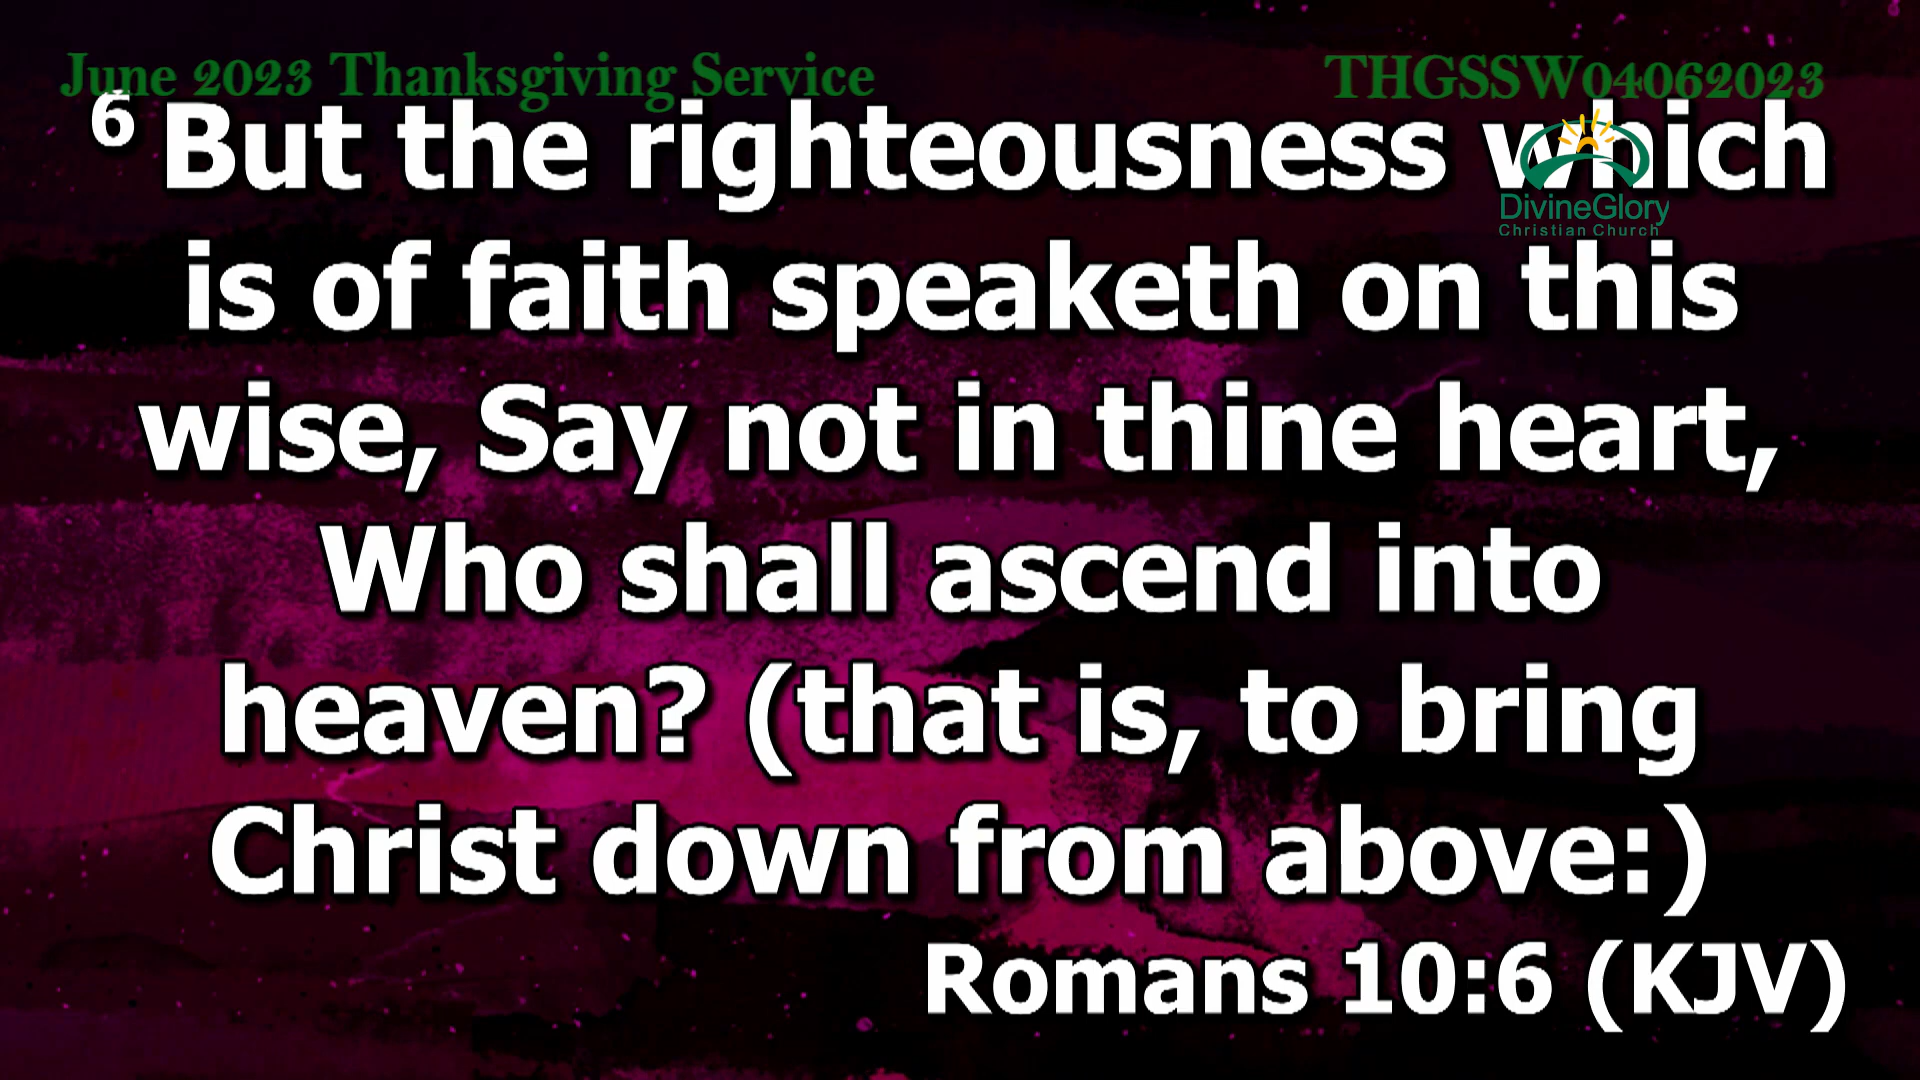 June 2023 Thanksgiving Service
THGSSW04062023
6 But the righteousness which
DivineGlory
Christian Church
is of faith speaketh on this
wise, Say not in thine heart,
Who shall ascend into
heaven? (that is, to bring
Christ down from above:)
Romans 10:6 (KJV)